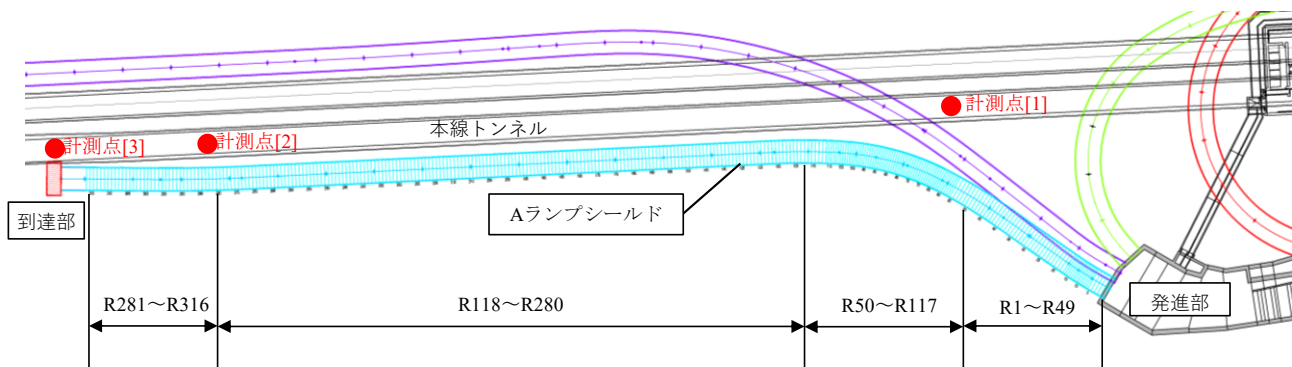 計測点[1]
本線トンネル
計測点[2]
計測点[3]
Aランプシールド
到達部
発進部
R281～R316
R118～R280
R50～R117
R1～R49